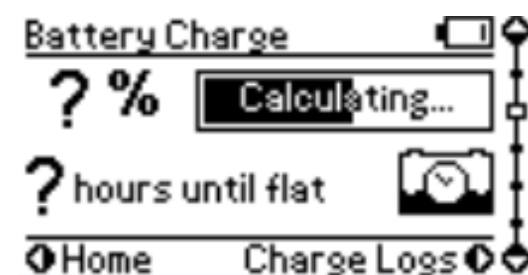 Battery Charge
? % Calculating...
? hours until flat
Home Charge Logs